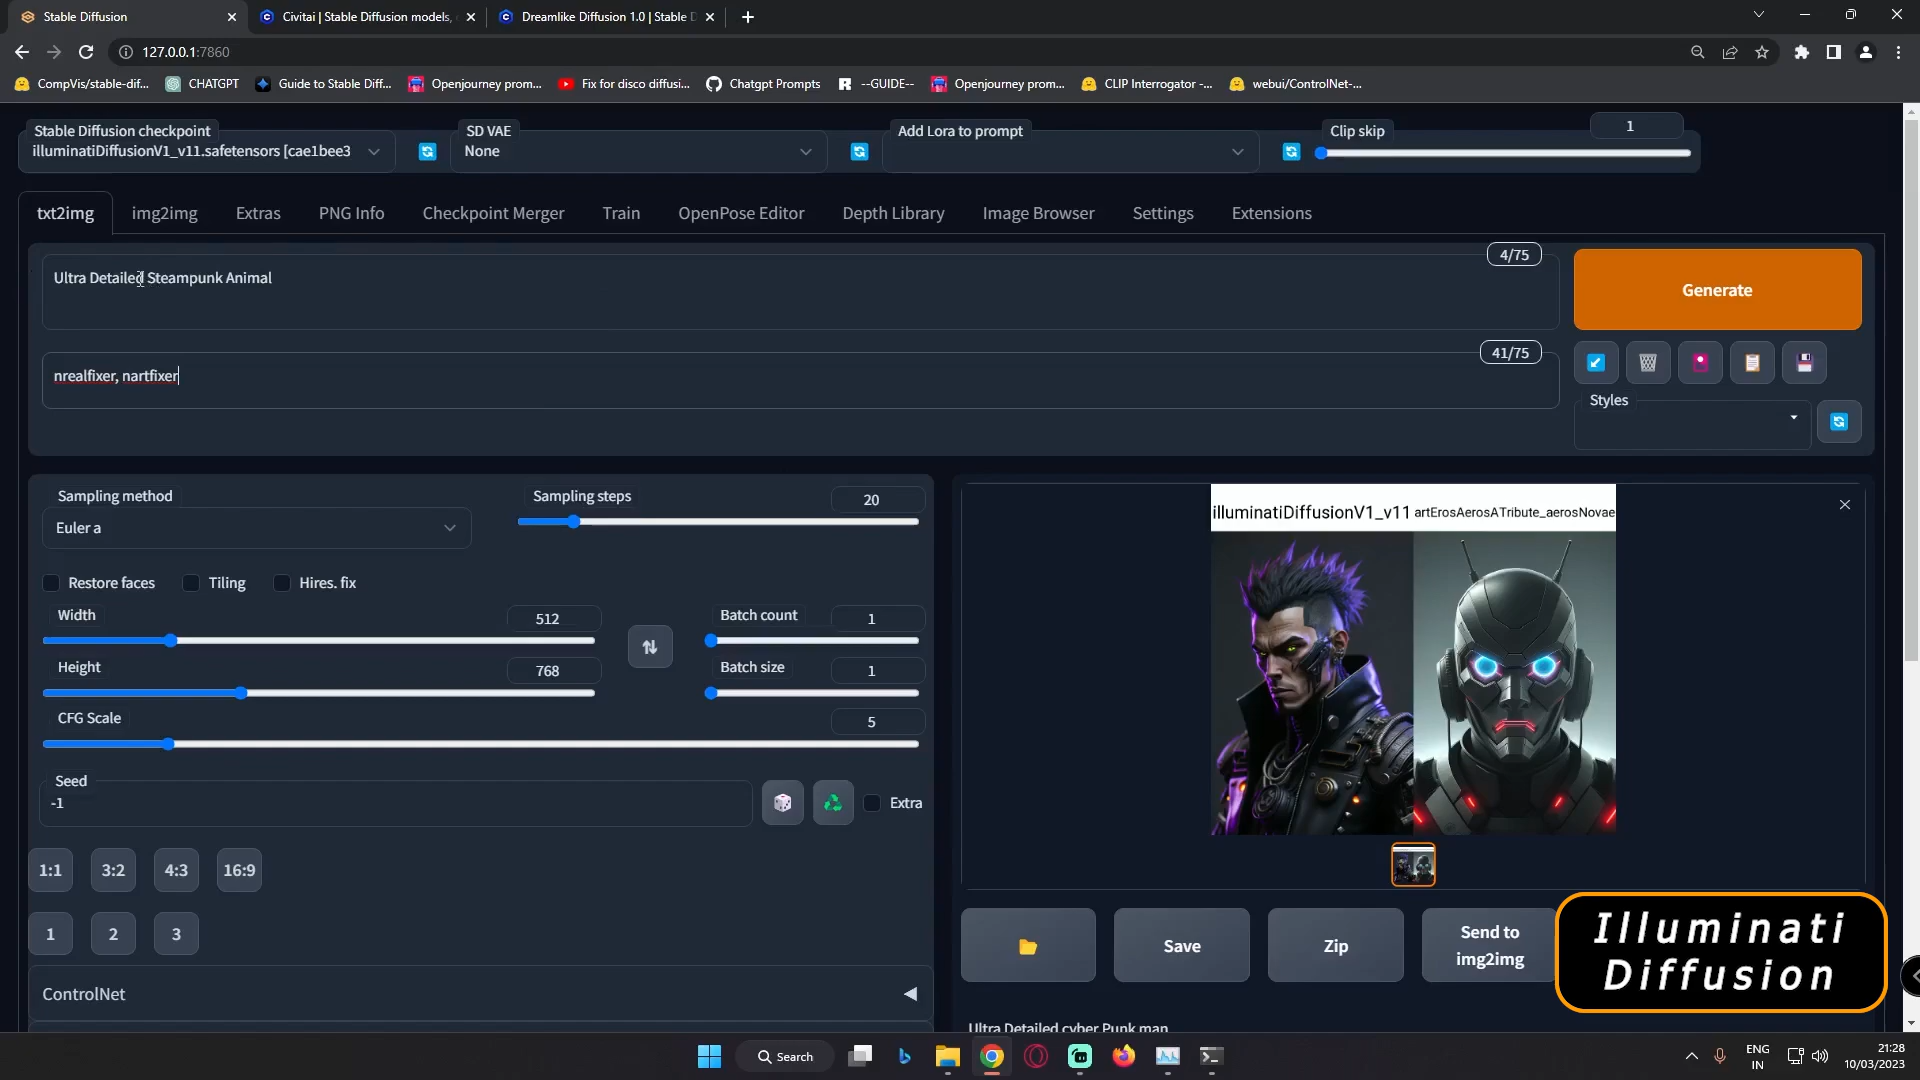 Stable Diffusion
Civitai | Stable Diffusion models,
Dreamlike Diffusion 1.0 | Stable D
127.0.0.1:7860
CompVis/stable-dif...
CHATGPT
Guide to Stable Diff...
Openjourney prom...
Fix for disco diffusi...
Chatgpt Prompts
--GUIDE--
Openjourney prom...
CLIP Interrogator -...
webui/ControlNet-...
Stable Diffusion checkpoint
SD VAE
Add Lora to prompt
Clip skip
1
illuminatiDiffusionV1_v11.safetensors [cae1bee3
None
txt2img
img2img
Extras
PNG Info
Checkpoint Merger
Train
OpenPose Editor
Depth Library
Image Browser
Settings
Extensions
4/75
Ultra Detailed Steampunk Animal
Generate
41/75
nrealfixer, nartfixer
Styles
Sampling method
Sampling steps
20
Euler a
illuminatiDiffusionV1_v11 artErosAerosATribute_aerosNovae
Restore faces
Tiling
Hires. fix
Width
512
Batch count
1
Height
768
Batch size
1
CFG Scale
5
Seed
-1
Extra
1:1
3:2
4:3
16:9
1
2
3
Save
Zip
Send to
img2img
Illuminati
Diffusion
ControlNet
Ultra Detailed cyber Punk man
Search
ENG
IN
21:28
10/03/2023